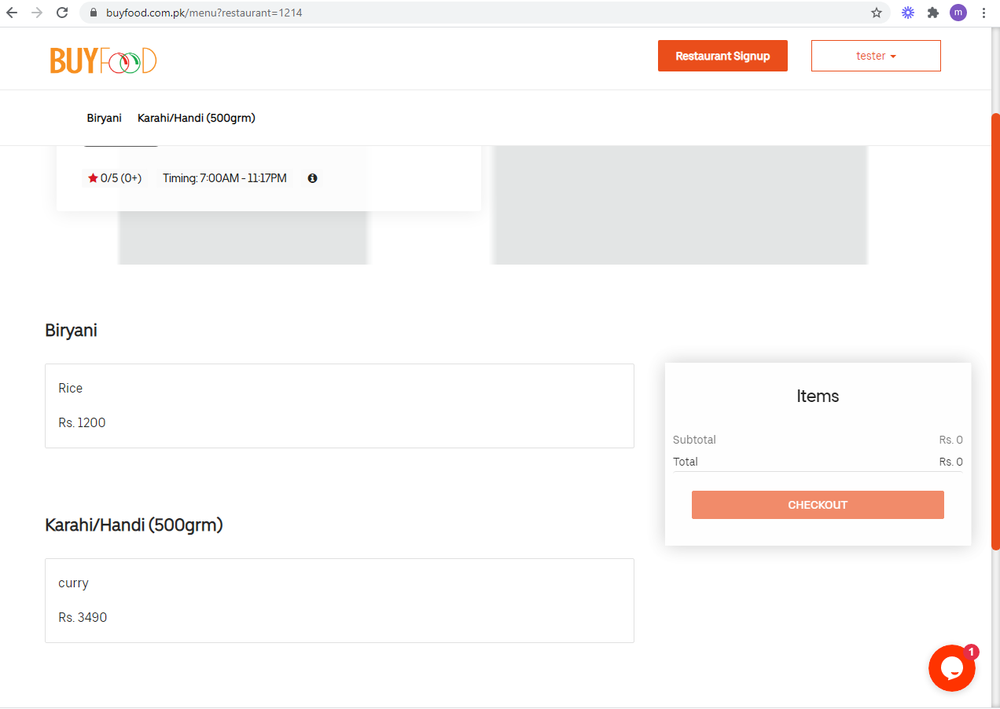 buyfood.com.pk/menu?restaurant=1214
m
BUYFOOD
Restaurant Signup
tester
Biryani
Karahi/Handi (500grm)
0/5 (0+)
Timing: 7:00AM - 11:17PM
Biryani
Rice
Rs. 1200
Items
Subtotal Rs. 0
Total Rs. 0
CHECKOUT
Karahi/Handi (500grm)
curry
Rs. 3490
1